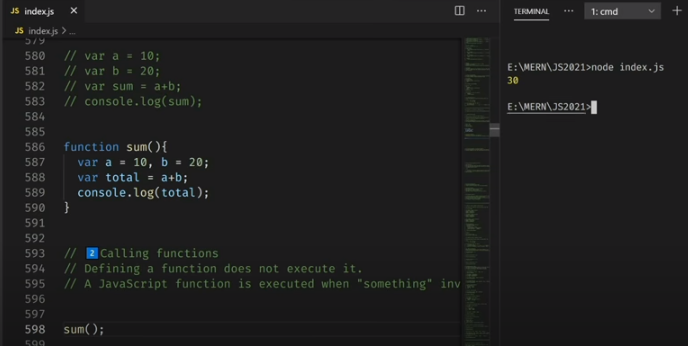 JS index.js ×
TERMINAL ... 1: cmd +
JS index.js > ...
579
580 // var a = 10;
581 // var b = 20;
582 // var sum = a+b;
583 // console.log(sum);
584
585
586 function sum(){
587 var a = 10, b = 20;
588 var total = a+b;
589 console.log(total);
590 }
591
592
593 // 2 Calling functions
594 // Defining a function does not execute it.
595 // A JavaScript function is executed when "something" inv
596
597
598 sum();
599
E:\MERN\JS2021>node index.js
30
E:\MERN\JS2021>